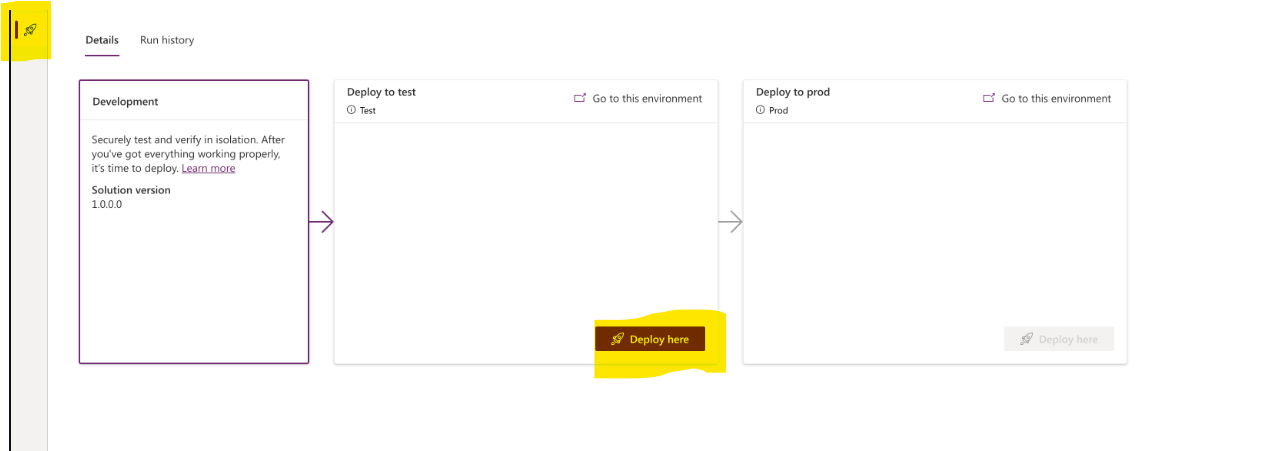 Details
Run history
Development
Securely test and verify in isolation. After
you've got everything working properly,
it's time to deploy. Learn more
Solution version
1.0.0.0
Deploy to test
Test
Go to this environment
Deploy here
Deploy to prod
Prod
Go to this environment
Deploy here